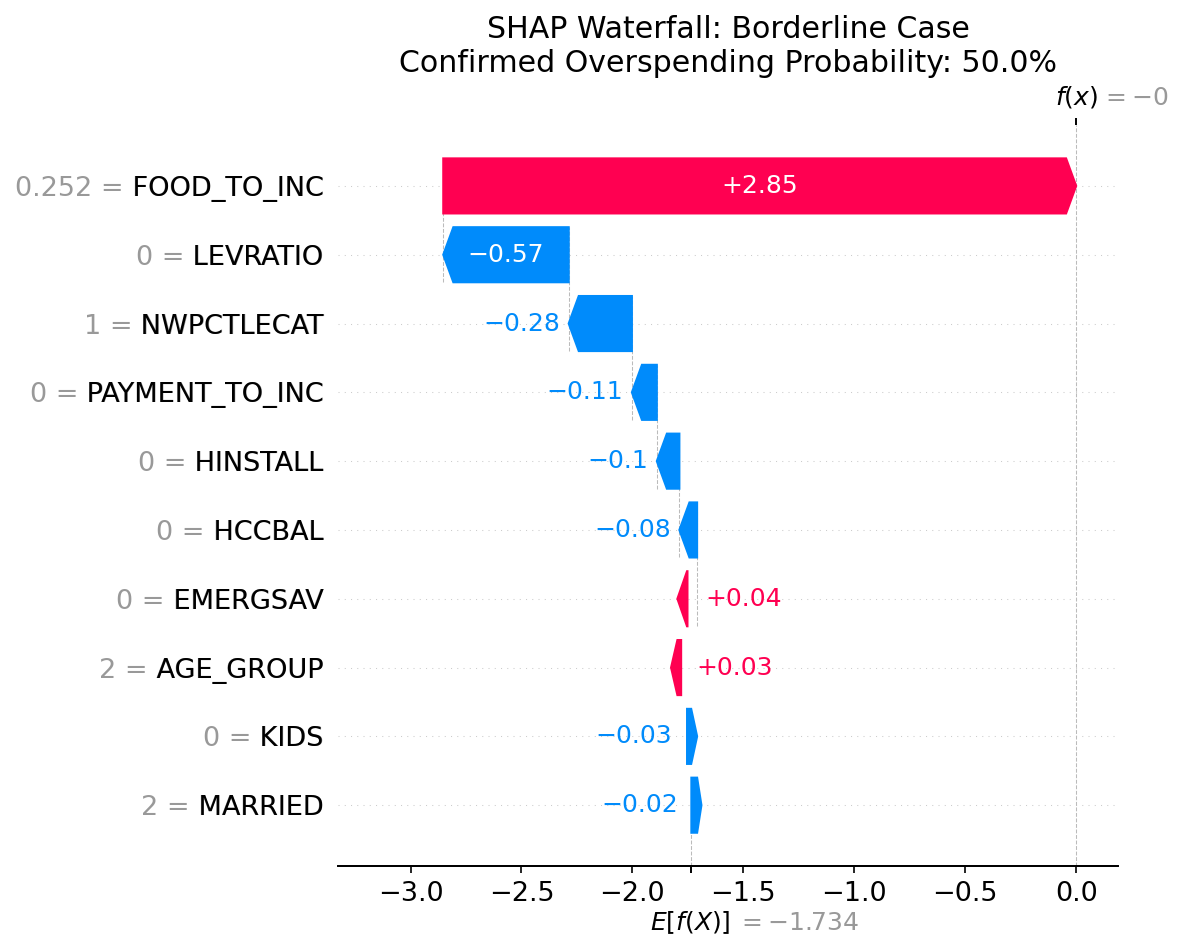 SHAP Waterfall: Borderline Case
Confirmed Overspending Probability: 50.0%
f(x) = −0
0.252 = FOOD_TO_INC +2.85
0 = LEVRATIO −0.57
1 = NWPCTLECAT −0.28
0 = PAYMENT_TO_INC −0.11
0 = HINSTALL −0.1
0 = HCCBAL −0.08
0 = EMERGSAV +0.04
2 = AGE_GROUP +0.03
0 = KIDS −0.03
2 = MARRIED −0.02
−3.0 −2.5 −2.0 −1.5 −1.0 −0.5 0.0
E[f(X)] = −1.734